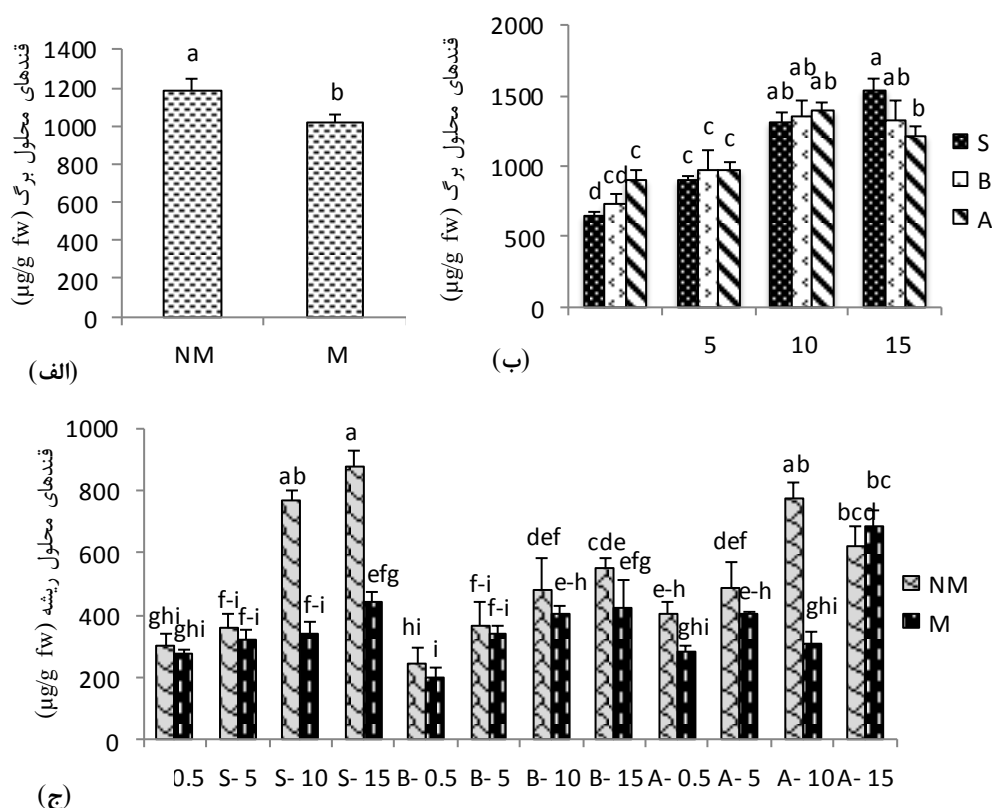 قندهای محلول برگ (µg/g fw)
1400
1200
1000
800
600
400
200
0
a
b
NM
M
(الف)
قندهای محلول برگ (µg/g fw)
2000
1500
1000
500
0
d
cd
c
c
c
c
ab
ab
ab
a
ab
b
5
10
15
S
B
A
(ب)
قندهای محلول ریشه (µg/g fw)
1000
800
600
400
200
0
ghi
ghi
f-i
f-i
ab
f-i
a
efg
hi
i
f-i
f-i
def
e-h
cde
efg
e-h
ghi
def
e-h
ab
ghi
bcd
bc
0.5
S- 5
S- 10
S- 15
B- 0.5
B- 5
B- 10
B- 15
A- 0.5
A- 5
A- 10
A- 15
NM
M
(ج)